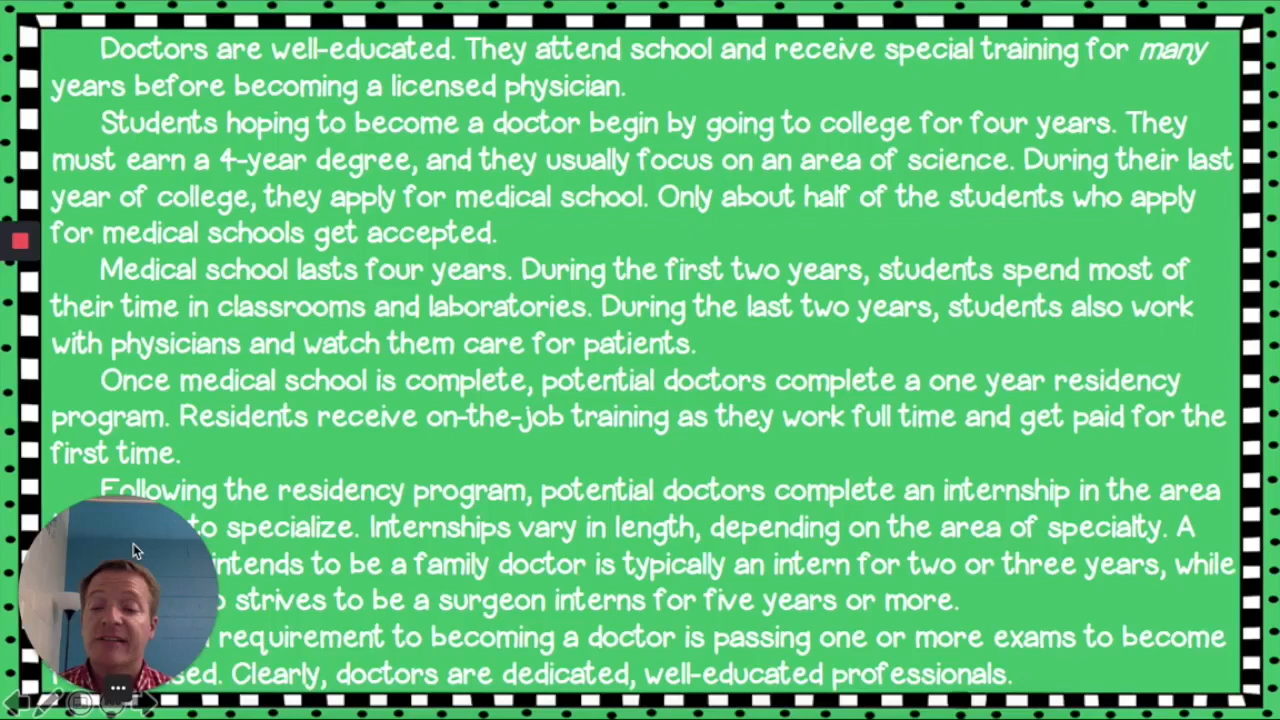 Doctors are well-educated. They attend school and receive special training for many
years before becoming a licensed physician.
Students hoping to become a doctor begin by going to college for four years. They
must earn a 4-year degree, and they usually focus on an area of science. During their last
year of college, they apply for medical school. Only about half of the students who apply
for medical schools get accepted.
Medical school lasts four years. During the first two years, students spend most of
their time in classrooms and laboratories. During the last two years, students also work
with physicians and watch them care for patients.
Once medical school is complete, potential doctors complete a one year residency
program. Residents receive on-the-job training as they work full time and get paid for the
first time.
Following the residency program, potential doctors complete an internship in the area
to specialize. Internships vary in length, depending on the area of specialty. A
intends to be a family doctor is typically an intern for two or three years, while
strives to be a surgeon interns for five years or more.
requirement to becoming a doctor is passing one or more exams to become
Clearly, doctors are dedicated, well-educated professionals.